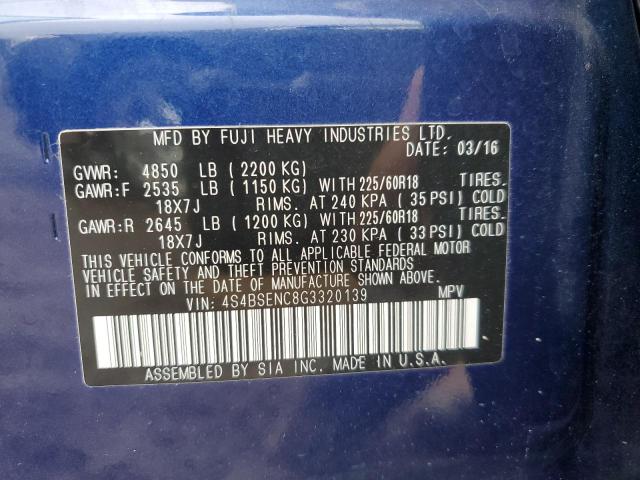 MFD BY FUJI HEAVY INDUSTRIES LTD.
DATE: 03/16
GVWR: 4850 LB (2200 KG)
GAWR:F 2535 LB (1150 KG) WITH 225/60R18 TIRES.
18X7J RIMS. AT 240 KPA (35 PSI) COLD
GAWR:R 2645 LB (1200 KG) WITH 225/60R18 TIRES.
18X7J RIMS. AT 230 KPA (33 PSI) COLD
THIS VEHICLE CONFORMS TO ALL APPLICABLE FEDERAL MOTOR
VEHICLE SAFETY AND THEFT PREVENTION STANDARDS
IN EFFECT ON THE DATE OF MANUFACTURE SHOWN ABOVE.
VIN: 4S4BSENC8G3320139 MPV
ASSEMBLED BY SIA INC. MADE IN U.S.A.